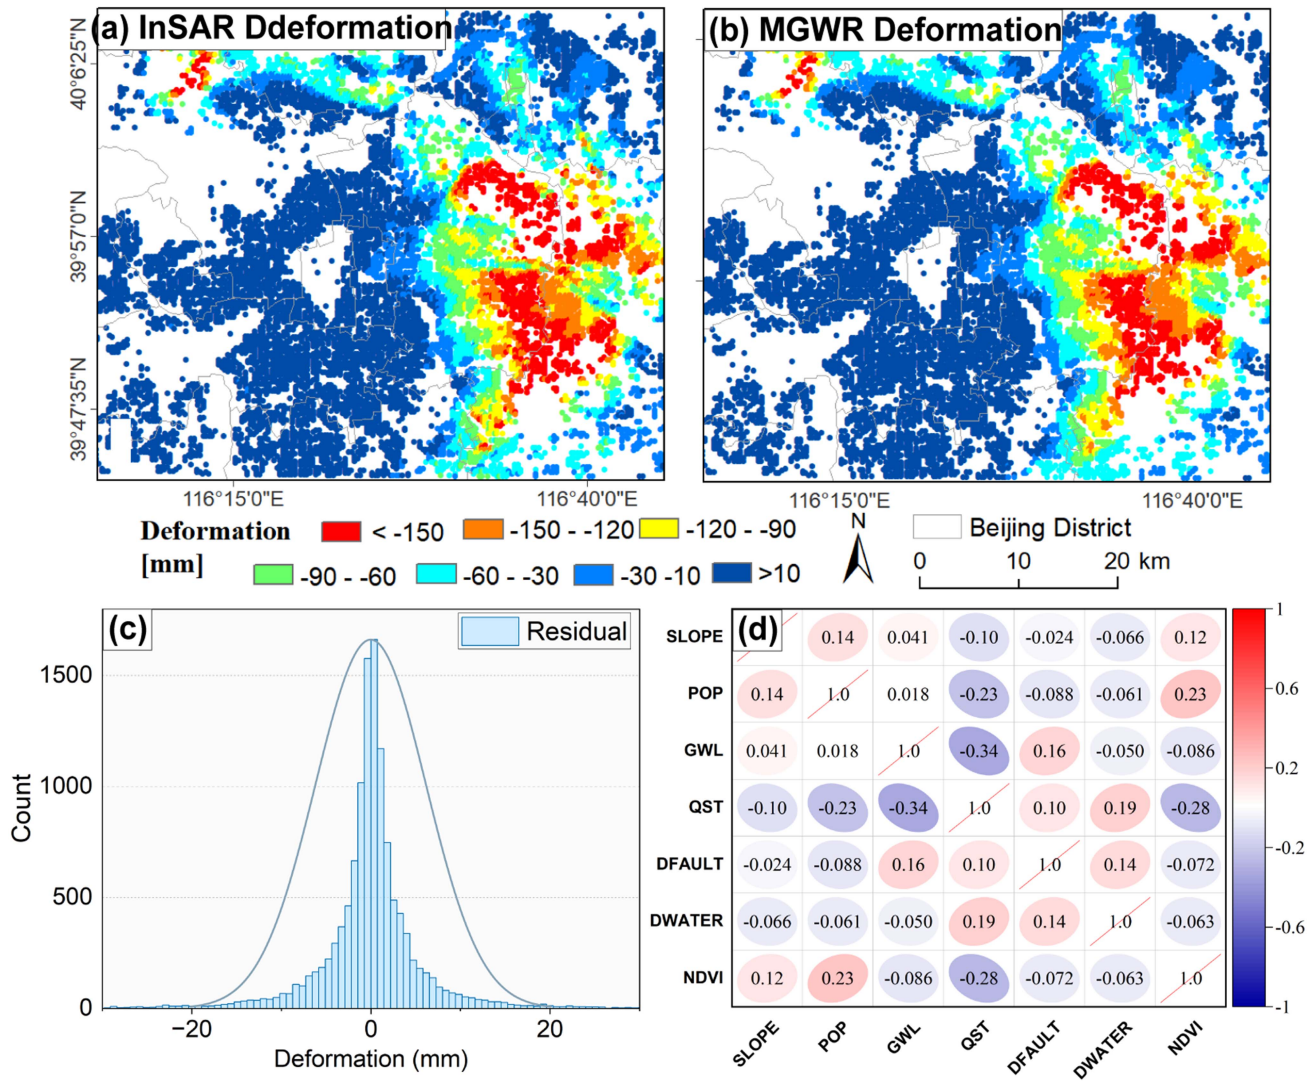 (a) InSAR Ddeformation
(b) MGWR Deformation
40°6'25"N
39°57'0"N
39°47'35"N
116°15'0"E
116°40'0"E
116°15'0"E
116°40'0"E
Deformation
[mm]
< -150
-150 - -120
-120 - -90
-90 - -60
-60 - -30
-30 -10
>10
N
Beijing District
0 10 20 km
(c)
Residual
1500
1000
500
0
Count
−20 0 20
Deformation (mm)
(d)
SLOPE 0.14 0.041 -0.10 -0.024 -0.066 0.12
POP 0.14 1.0 0.018 -0.23 -0.088 -0.061 0.23
GWL 0.041 0.018 1.0 -0.34 0.16 -0.050 -0.086
QST -0.10 -0.23 -0.34 1.0 0.10 0.19 -0.28
DFAULT -0.024 -0.088 0.16 0.10 1.0 0.14 -0.072
DWATER -0.066 -0.061 -0.050 0.19 0.14 1.0 -0.063
NDVI 0.12 0.23 -0.086 -0.28 -0.072 -0.063 1.0
SLOPE POP GWL QST DFAULT DWATER NDVI
1
0.6
0.2
-0.2
-0.6
-1